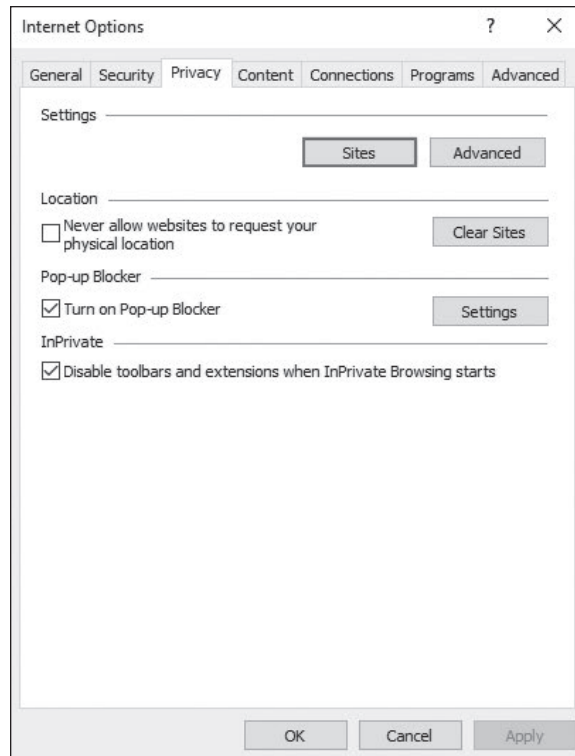 Internet Options ?
General Security Privacy Content Connections Programs Advanced
Settings
Sites Advanced
Location
Never allow websites to request your
physical location
Clear Sites
Pop-up Blocker
Turn on Pop-up Blocker Settings
InPrivate
Disable toolbars and extensions when InPrivate Browsing starts
OK Cancel Apply